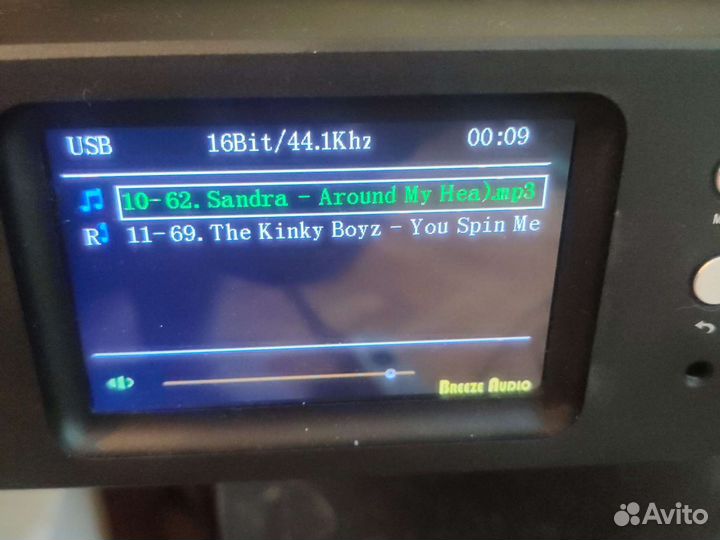 USB 16Bit/44.1Khz 00:09
10-62. Sandra - Around My Hea).mp3
R 11-69. The Kinky Boyz - You Spin Me
BREEZE AUDIO
M
Avito